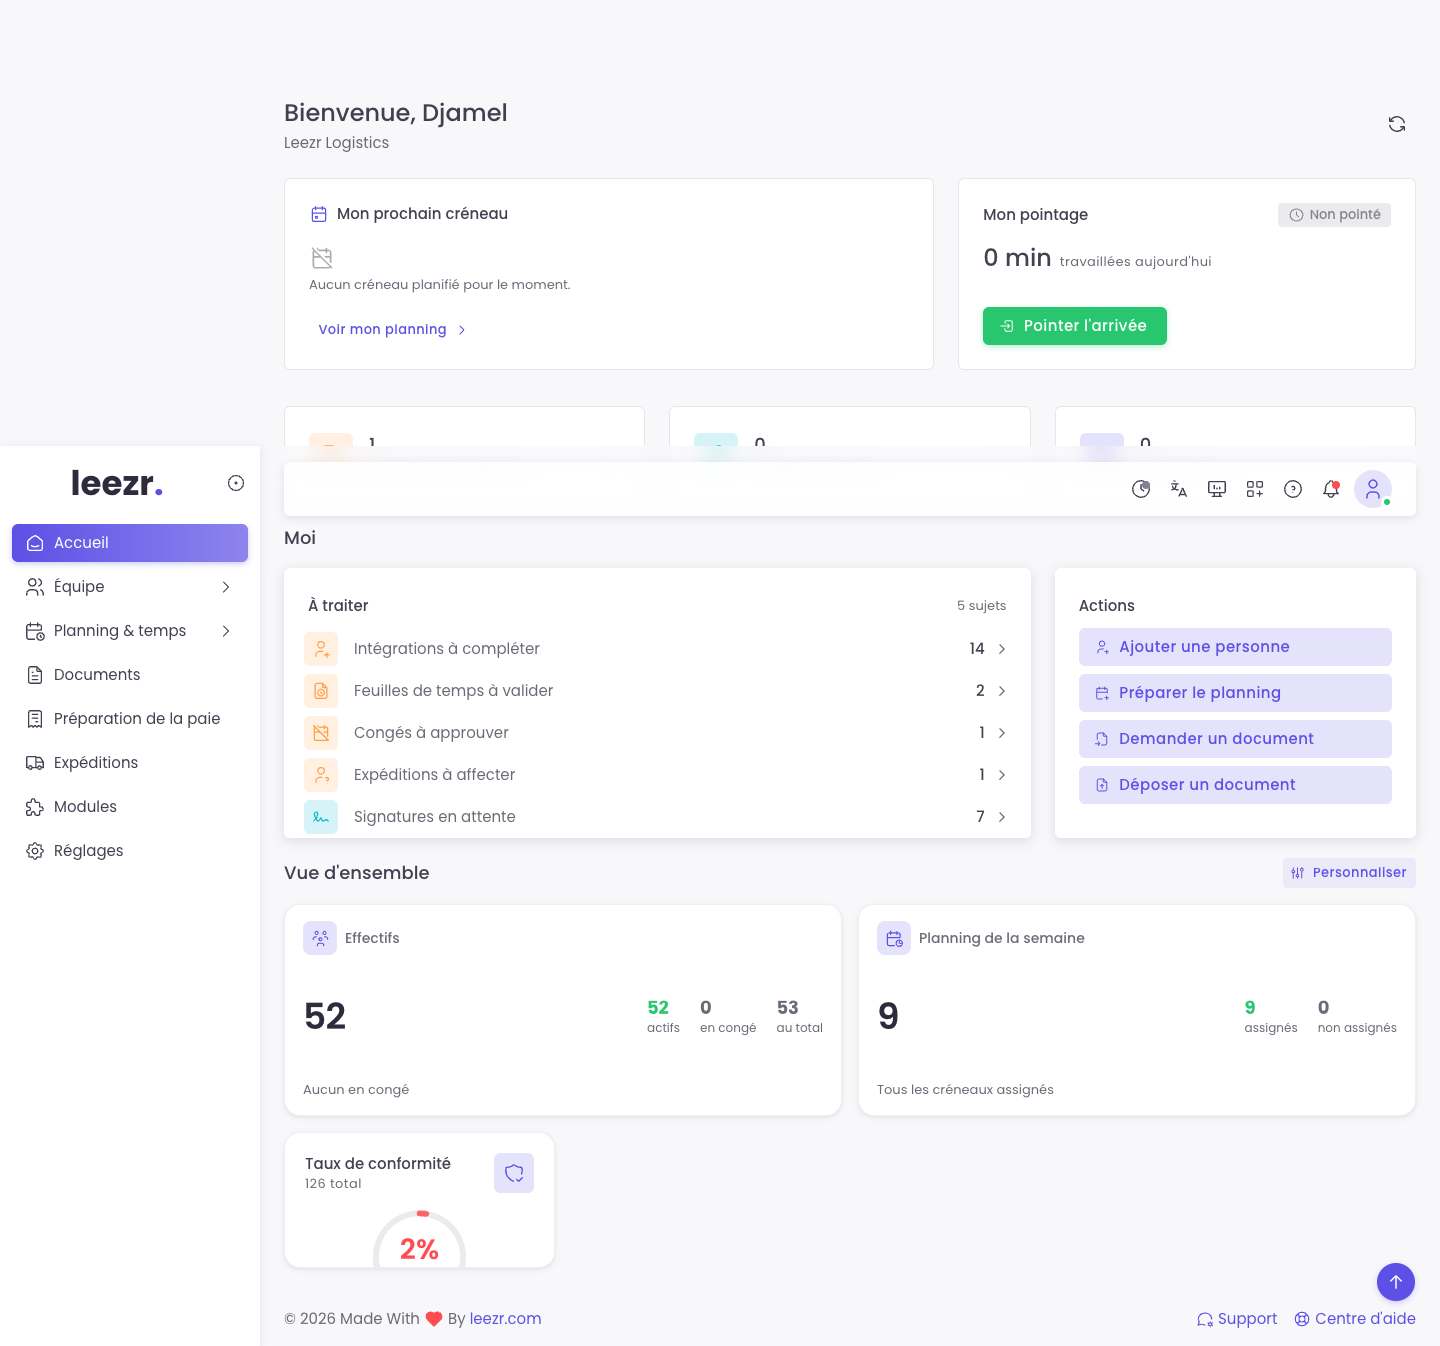 Bienvenue, Djamel
Leezr Logistics
Mon prochain créneau
Aucun créneau planifié pour le moment.
Voir mon planning
Mon pointage
Non pointé
0 min travaillées aujourd'hui
Pointer l'arrivée
1
0
0
leezr.
Accueil
Équipe
Planning & temps
Documents
Préparation de la paie
Expéditions
Modules
Réglages
Moi
À traiter
5 sujets
Intégrations à compléter 14
Feuilles de temps à valider 2
Congés à approuver 1
Expéditions à affecter 1
Signatures en attente 7
Actions
Ajouter une personne
Préparer le planning
Demander un document
Déposer un document
Vue d'ensemble
Personnaliser
Effectifs
52
52 actifs
0 en congé
53 au total
Aucun en congé
Planning de la semaine
9
9 assignés
0 non assignés
Tous les créneaux assignés
Taux de conformité
126 total
2%
© 2026 Made With By leezr.com
Support
Centre d'aide